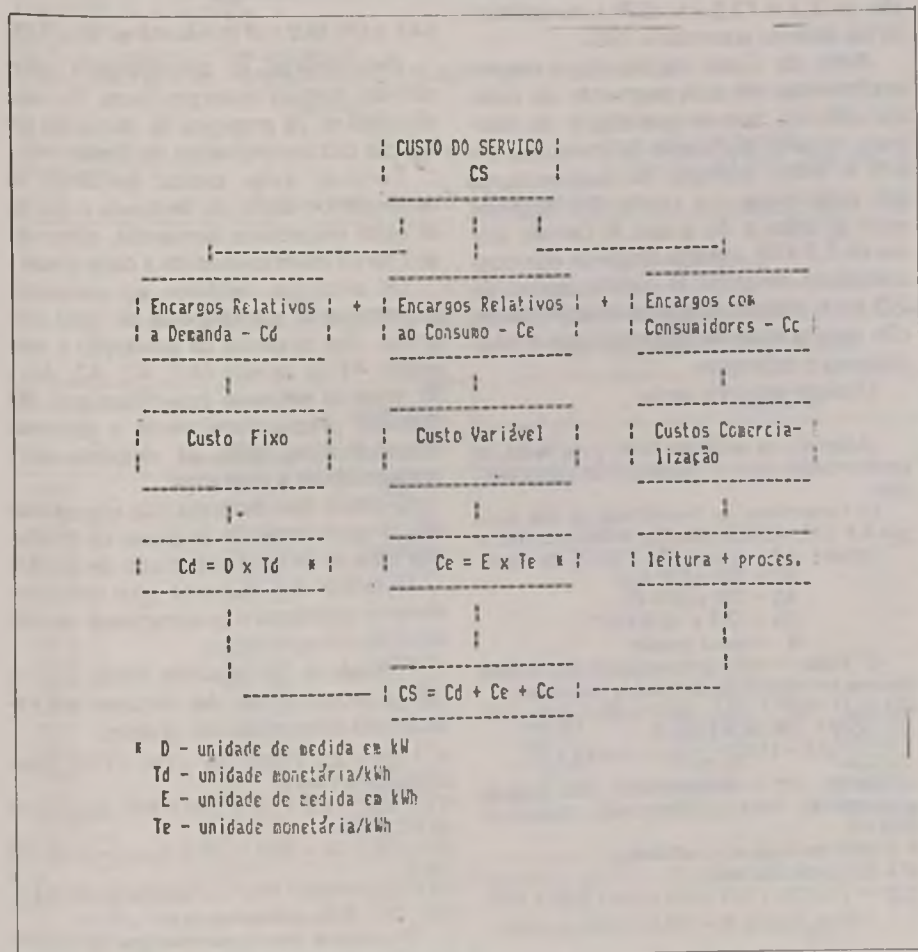 CUSTO DO SERVIÇO
CS
Encargos Relativos + Encargos Relativos + Encargos com
a Demanda - Cd ao Consumo - Ce Consumidores - Cc
Custo Fixo Custo Variável Custos Comercia-
lização
Cd = D x Td * Ce = E x Te * leitura + proces.
CS = Cd + Ce + Cc
* D - unidade de medida em kW
Td - unidade monetária/kWh
E - unidade de medida em kWh
Te - unidade monetária/kWh